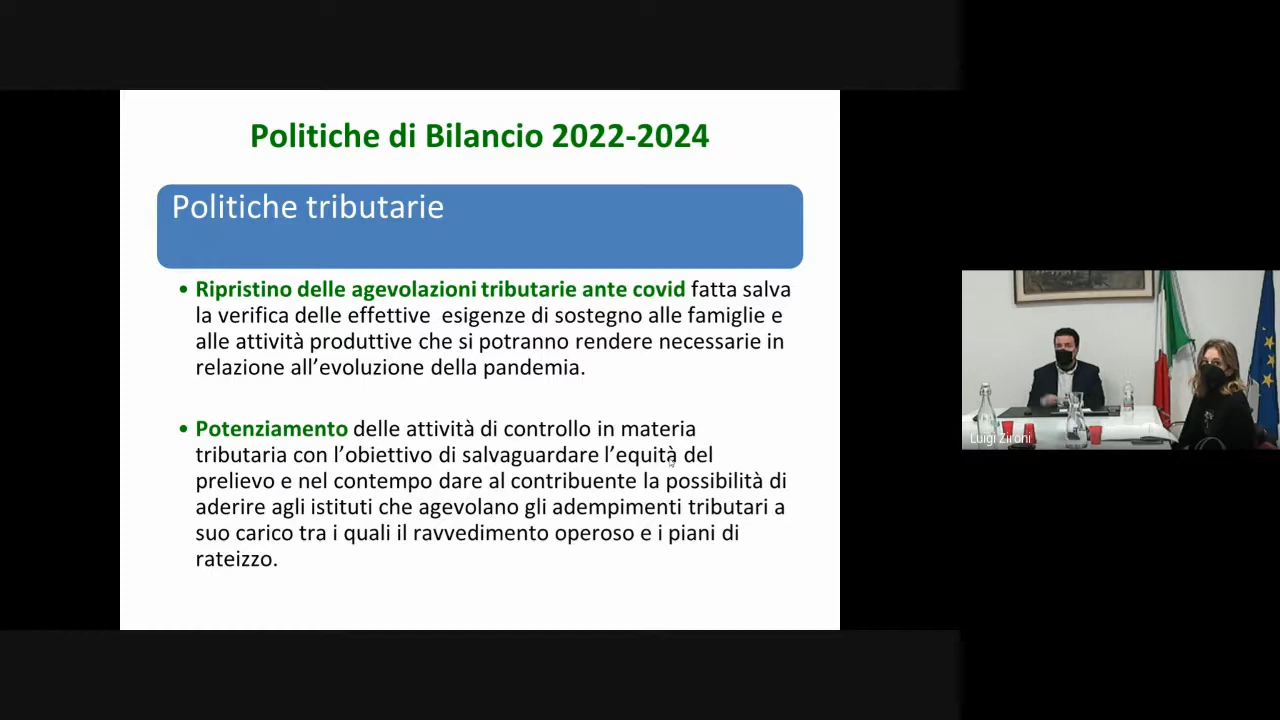 Politiche di Bilancio 2022-2024
Politiche tributarie
• Ripristino delle agevolazioni tributarie ante covid fatta salva
la verifica delle effettive  esigenze di sostegno alle famiglie e
alle attività produttive che si potranno rendere necessarie in
relazione all’evoluzione della pandemia.
• Potenziamento delle attività di controllo in materia
tributaria con l’obiettivo di salvaguardare l’equità del
prelievo e nel contempo dare al contribuente la possibilità di
aderire agli istituti che agevolano gli adempimenti tributari a
suo carico tra i quali il ravvedimento operoso e i piani di
rateizzo.
Luigi Zironi